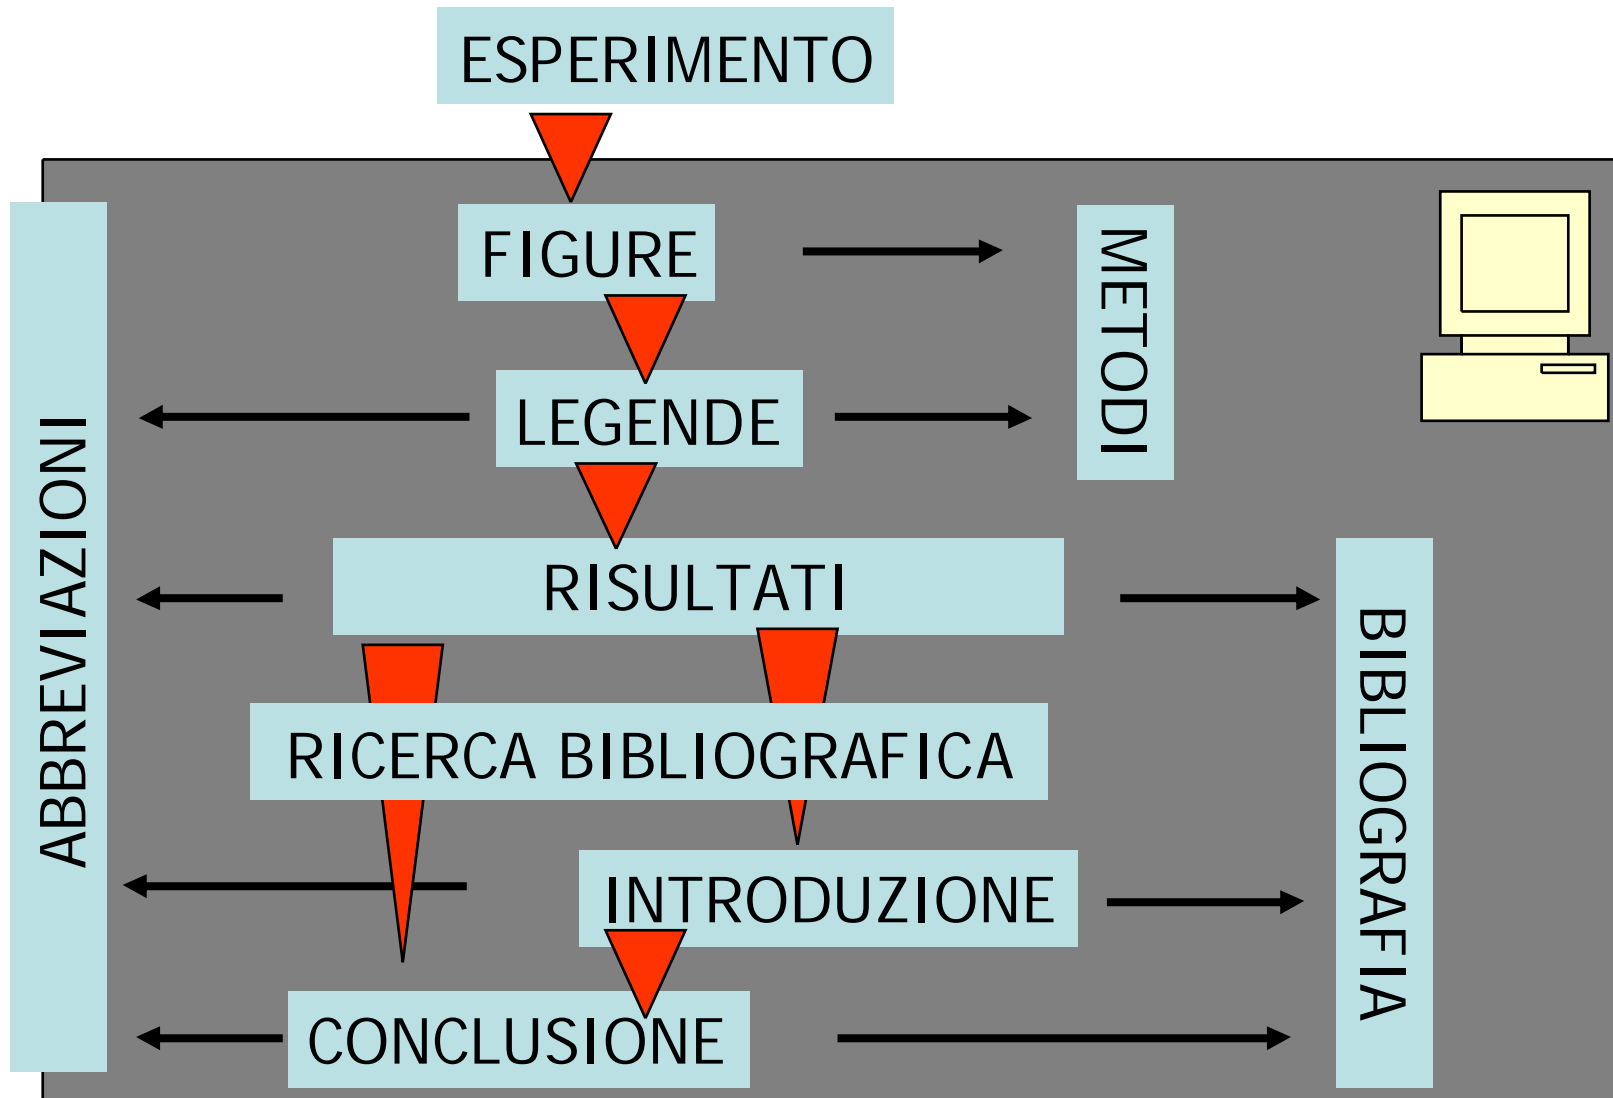 ESPERIMENTO
FIGURE
METODI
LEGENDE
ABBREVIAZIONI
RISULTATI
BIBLIOGRAFIA
RICERCA BIBLIOGRAFICA
INTRODUZIONE
CONCLUSIONE